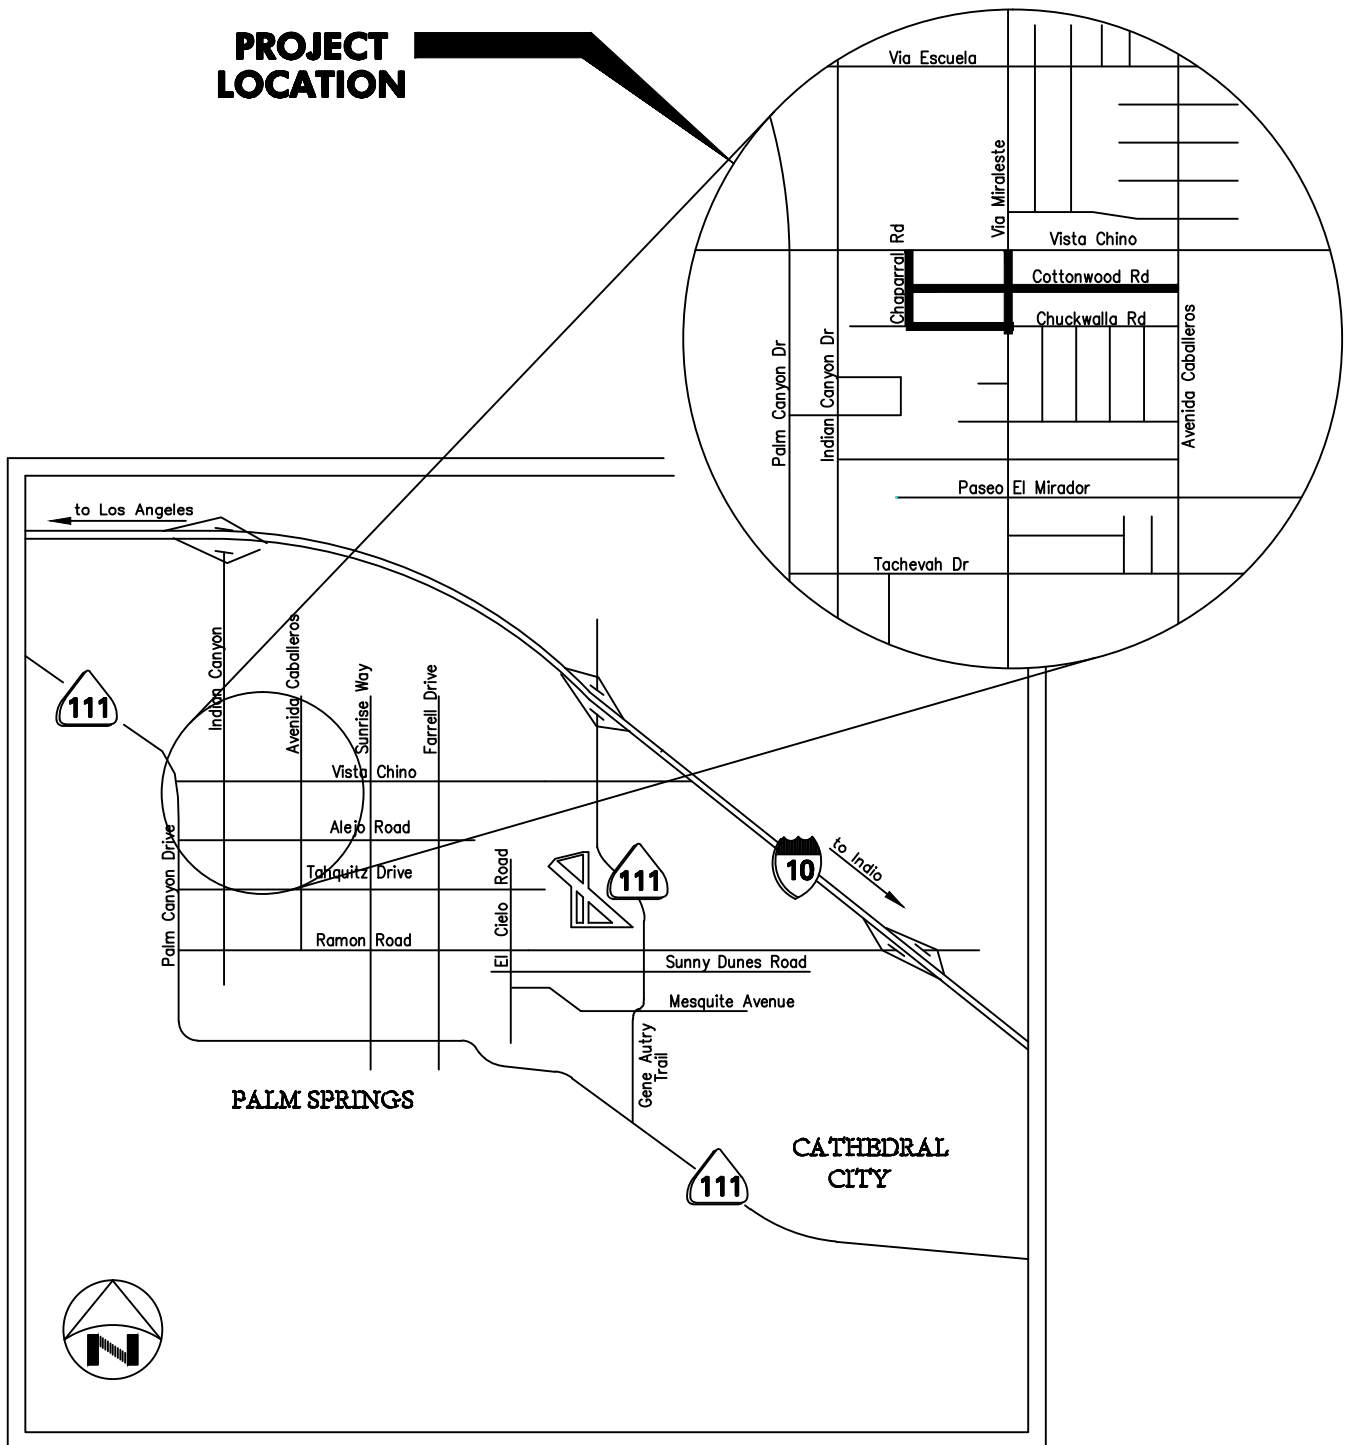 PROJECT
LOCATION
Via Escuela
Via Miraleste
Chaparral Rd
Vista Chino
Cottonwood Rd
Chuckwalla Rd
Palm Canyon Dr
Indian Canyon Dr
Avenida Caballeros
Paseo El Mirador
Tachevah Dr
to Los Angeles
111
Indian Canyon
Avenida Caballeros
Sunrise Way
Farrell Drive
Vista Chino
Alejo Road
Tahquitz Drive
Palm Canyon Drive
Ramon Road
El Cielo Road
111
10
to Indio
Sunny Dunes Road
Mesquite Avenue
Gene Autry
Trail
PALM SPRINGS
CATHEDRAL
CITY
111
N